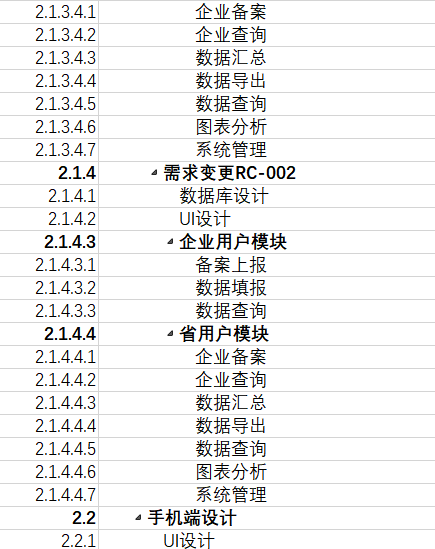 2.1.3.4.1 企业备案
2.1.3.4.2 企业查询
2.1.3.4.3 数据汇总
2.1.3.4.4 数据导出
2.1.3.4.5 数据查询
2.1.3.4.6 图表分析
2.1.3.4.7 系统管理
2.1.4 需求变更RC-002
2.1.4.1 数据库设计
2.1.4.2 UI设计
2.1.4.3 企业用户模块
2.1.4.3.1 备案上报
2.1.4.3.2 数据填报
2.1.4.3.3 数据查询
2.1.4.4 省用户模块
2.1.4.4.1 企业备案
2.1.4.4.2 企业查询
2.1.4.4.3 数据汇总
2.1.4.4.4 数据导出
2.1.4.4.5 数据查询
2.1.4.4.6 图表分析
2.1.4.4.7 系统管理
2.2 手机端设计
2.2.1 UI设计